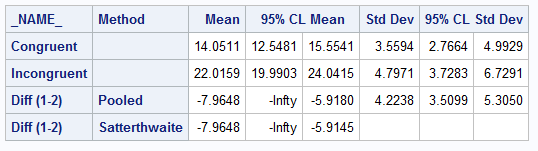 _NAME_ Method Mean 95% CL Mean Std Dev 95% CL Std Dev
Congruent 14.0511 12.5481 15.5541 3.5594 2.7664 4.9929
Incongruent 22.0159 19.9903 24.0415 4.7971 3.7283 6.7291
Diff (1-2) Pooled -7.9648 -Infty -5.9180 4.2238 3.5099 5.3050
Diff (1-2) Satterthwaite -7.9648 -Infty -5.9145